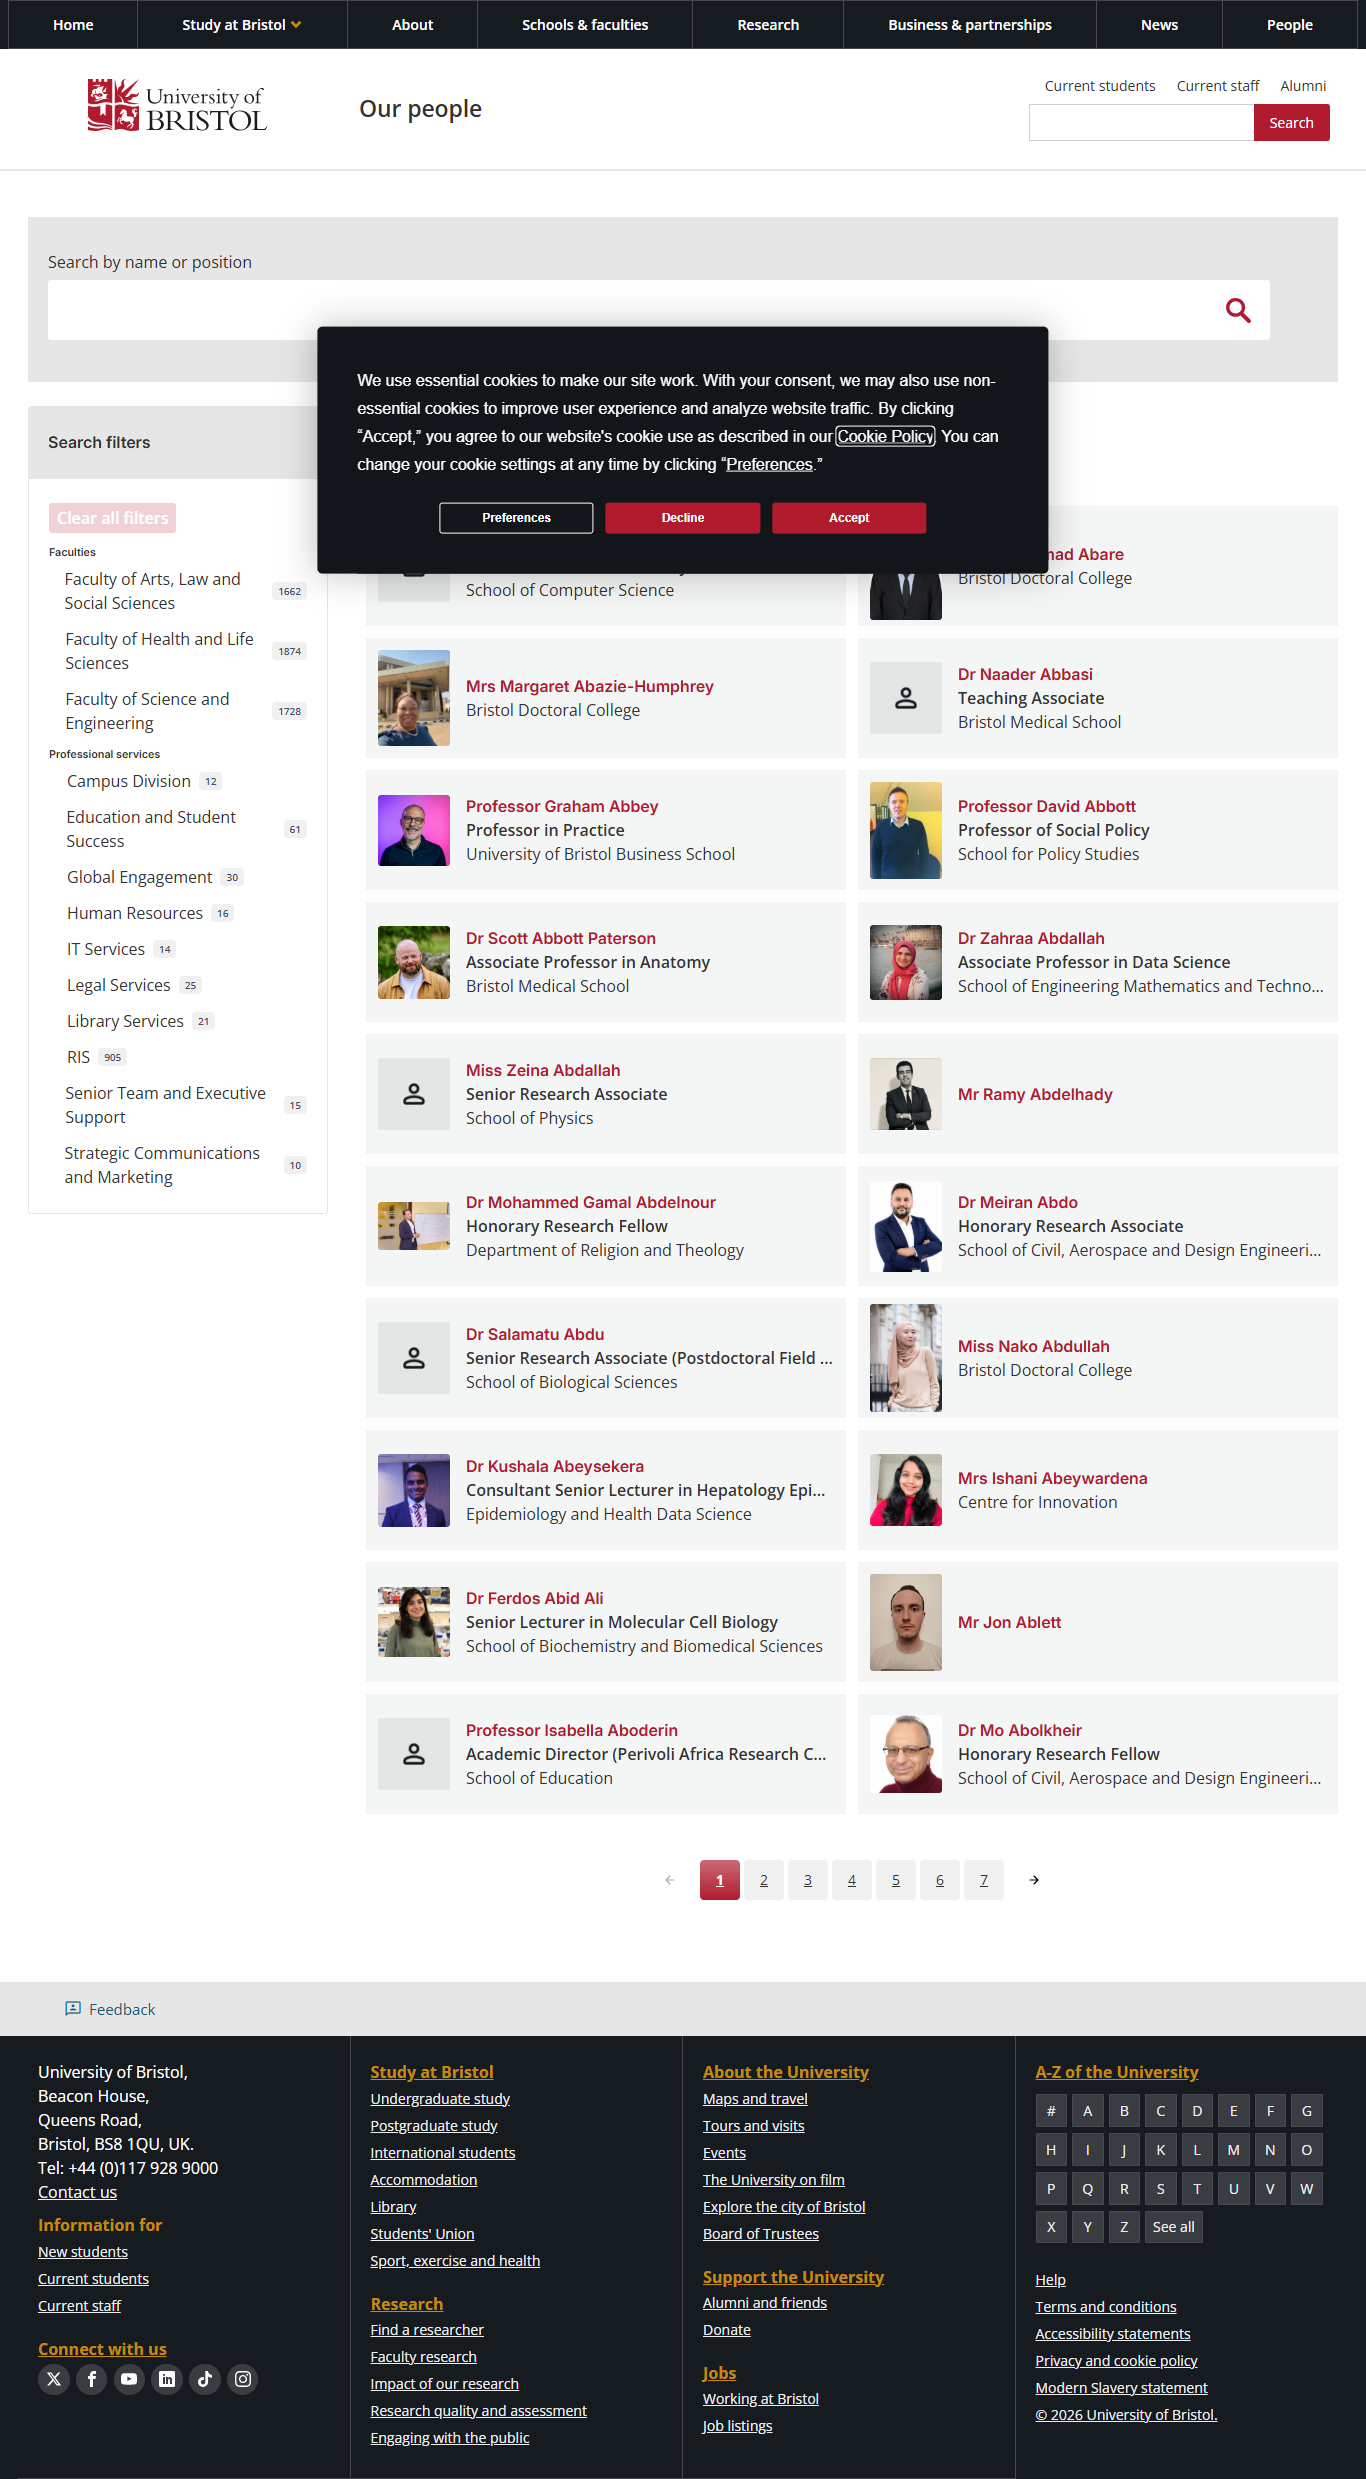 Home
Study at Bristol
About
Schools & faculties
Research
Business & partnerships
News
People
University of
BRISTOL
Our people
Current students
Current staff
Alumni
Search
Search by name or position
We use essential cookies to make our site work. With your consent, we may also use non-
essential cookies to improve user experience and analyze website traffic. By clicking
“Accept,” you agree to our website's cookie use as described in our Cookie Policy. You can
change your cookie settings at any time by clicking “Preferences.”
Preferences
Decline
Accept
Search filters
Clear all filters
Faculties
Faculty of Arts, Law and
Social Sciences
1662
Faculty of Health and Life
Sciences
1874
Faculty of Science and
Engineering
1728
Professional services
Campus Division 12
Education and Student
Success
61
Global Engagement 30
Human Resources 16
IT Services 14
Legal Services 25
Library Services 21
RIS 905
Senior Team and Executive
Support
15
Strategic Communications
and Marketing
10
School of Computer Science
Abare
Bristol Doctoral College
Mrs Margaret Abazie-Humphrey
Bristol Doctoral College
Dr Naader Abbasi
Teaching Associate
Bristol Medical School
Professor Graham Abbey
Professor in Practice
University of Bristol Business School
Professor David Abbott
Professor of Social Policy
School for Policy Studies
Dr Scott Abbott Paterson
Associate Professor in Anatomy
Bristol Medical School
Dr Zahraa Abdallah
Associate Professor in Data Science
School of Engineering Mathematics and Techno...
Miss Zeina Abdallah
Senior Research Associate
School of Physics
Mr Ramy Abdelhady
Dr Mohammed Gamal Abdelnour
Honorary Research Fellow
Department of Religion and Theology
Dr Meiran Abdo
Honorary Research Associate
School of Civil, Aerospace and Design Engineeri...
Dr Salamatu Abdu
Senior Research Associate (Postdoctoral Field ...
School of Biological Sciences
Miss Nako Abdullah
Bristol Doctoral College
Dr Kushala Abeysekera
Consultant Senior Lecturer in Hepatology Epi...
Epidemiology and Health Data Science
Mrs Ishani Abeywardena
Centre for Innovation
Dr Ferdos Abid Ali
Senior Lecturer in Molecular Cell Biology
School of Biochemistry and Biomedical Sciences
Mr Jon Ablett
Professor Isabella Aboderin
Academic Director (Perivoli Africa Research C...
School of Education
Dr Mo Abolkheir
Honorary Research Fellow
School of Civil, Aerospace and Design Engineeri...
1 2 3 4 5 6 7
Feedback
University of Bristol,
Beacon House,
Queens Road,
Bristol, BS8 1QU, UK.
Tel: +44 (0)117 928 9000
Contact us
Information for
New students
Current students
Current staff
Connect with us
Study at Bristol
Undergraduate study
Postgraduate study
International students
Accommodation
Library
Students' Union
Sport, exercise and health
Research
Find a researcher
Faculty research
Impact of our research
Research quality and assessment
Engaging with the public
About the University
Maps and travel
Tours and visits
Events
The University on film
Explore the city of Bristol
Board of Trustees
Support the University
Alumni and friends
Donate
Jobs
Working at Bristol
Job listings
A-Z of the University
# A B C D E F G
H I J K L M N O
P Q R S T U V W
X Y Z See all
Help
Terms and conditions
Accessibility statements
Privacy and cookie policy
Modern Slavery statement
© 2026 University of Bristol.